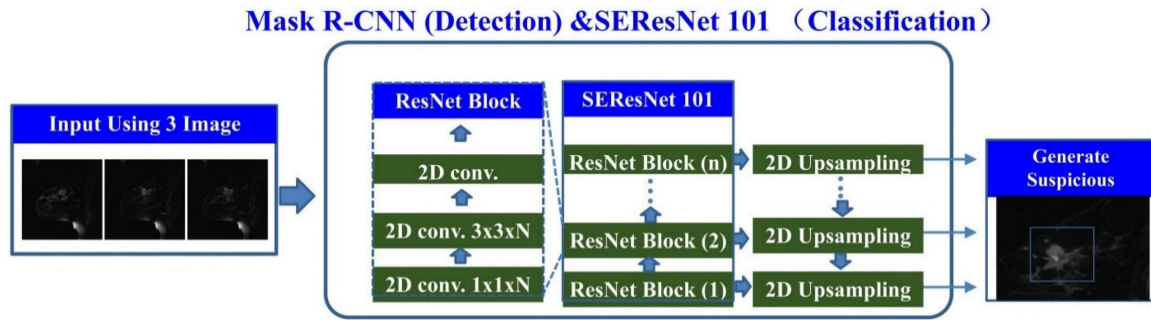 Mask R-CNN (Detection) &SEResNet 101 （Classification）
Input Using 3 Image
ResNet Block
2D conv.
2D conv. 3x3xN
2D conv. 1x1xN
SEResNet 101
ResNet Block (n)
ResNet Block (2)
ResNet Block (1)
2D Upsampling
2D Upsampling
2D Upsampling
Generate
Suspicious